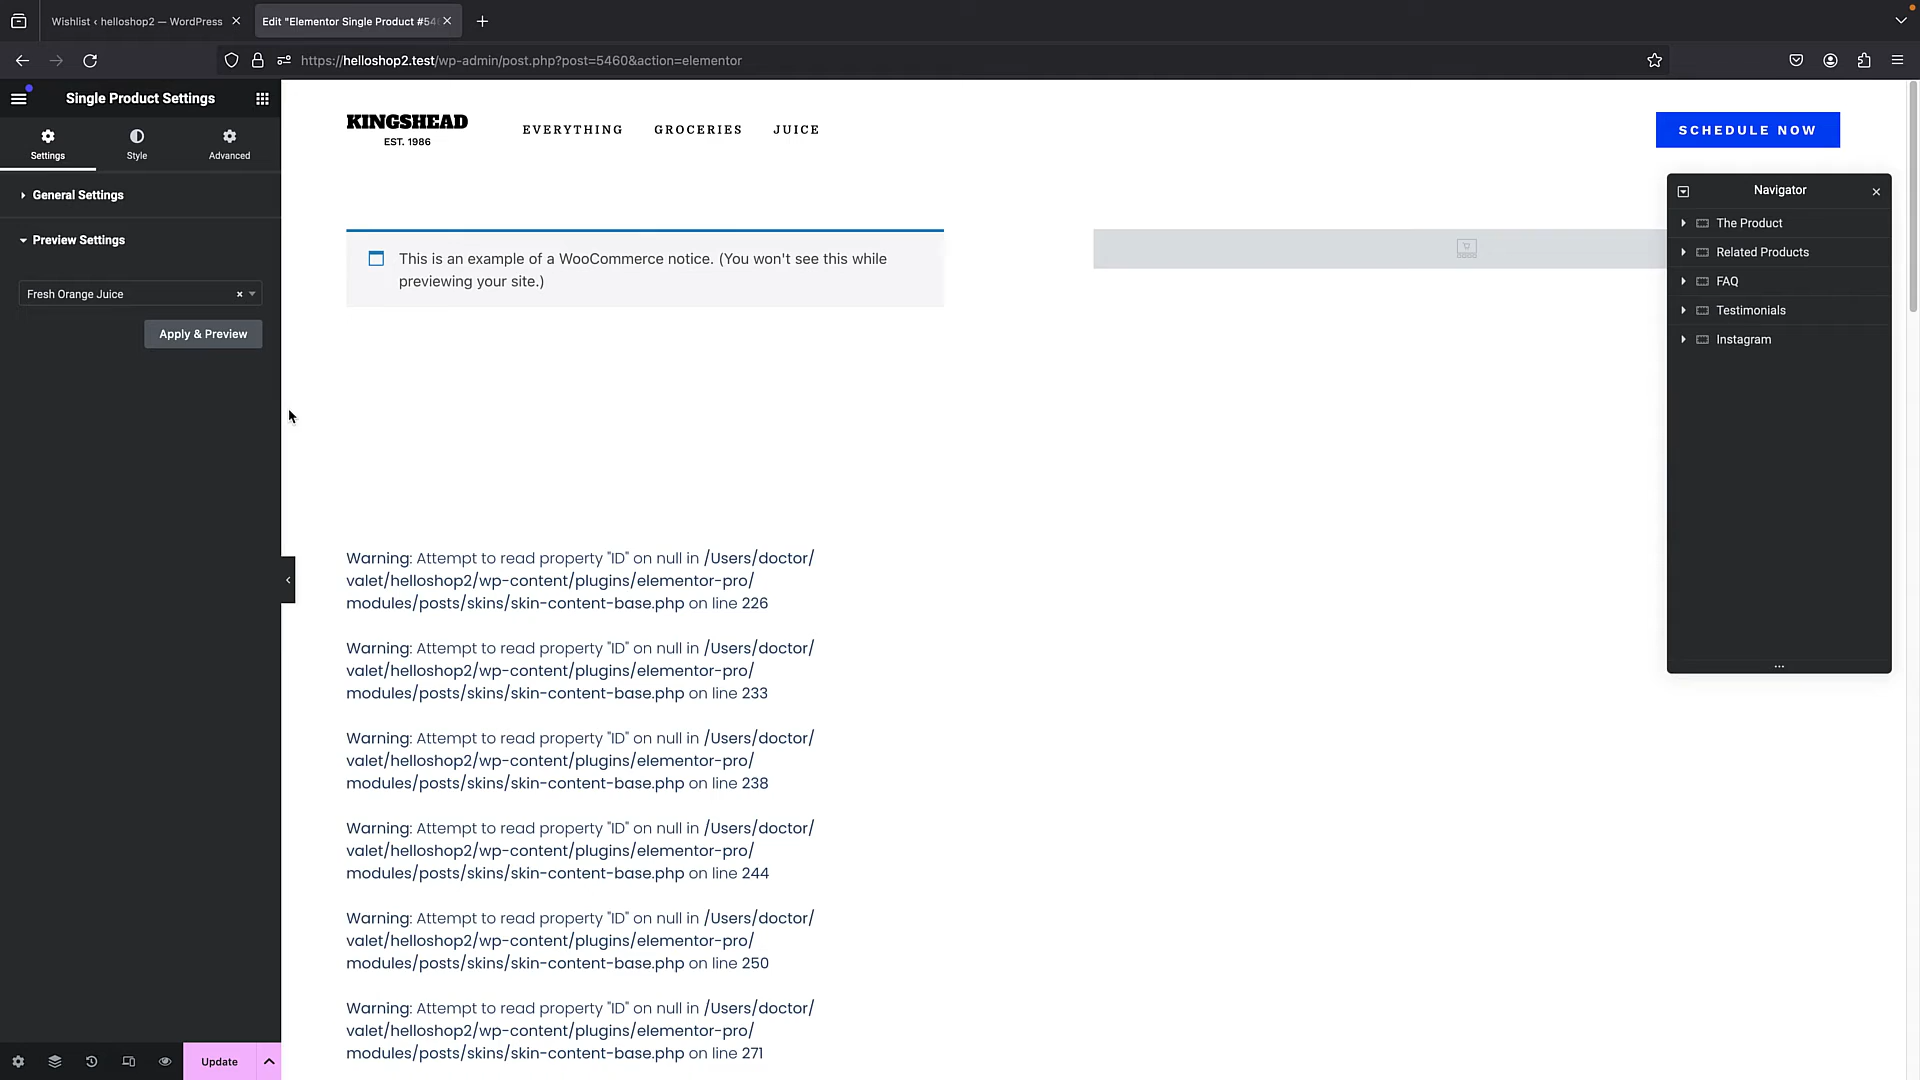 Wishlist ‹ helloshop2 — WordPress
Edit "Elementor Single Product #54
https://helloshop2.test/wp-admin/post.php?post=5460&action=elementor
Single Product Settings
Settings
Style
Advanced
General Settings
Preview Settings
Fresh Orange Juice
Apply & Preview
Update
KINGSHEAD
EST. 1986
EVERYTHING
GROCERIES
JUICE
SCHEDULE NOW
This is an example of a WooCommerce notice. (You won't see this while
previewing your site.)
Warning: Attempt to read property "ID" on null in /Users/doctor/
valet/helloshop2/wp-content/plugins/elementor-pro/
modules/posts/skins/skin-content-base.php on line 226
Warning: Attempt to read property "ID" on null in /Users/doctor/
valet/helloshop2/wp-content/plugins/elementor-pro/
modules/posts/skins/skin-content-base.php on line 233
Warning: Attempt to read property "ID" on null in /Users/doctor/
valet/helloshop2/wp-content/plugins/elementor-pro/
modules/posts/skins/skin-content-base.php on line 238
Warning: Attempt to read property "ID" on null in /Users/doctor/
valet/helloshop2/wp-content/plugins/elementor-pro/
modules/posts/skins/skin-content-base.php on line 244
Warning: Attempt to read property "ID" on null in /Users/doctor/
valet/helloshop2/wp-content/plugins/elementor-pro/
modules/posts/skins/skin-content-base.php on line 250
Warning: Attempt to read property "ID" on null in /Users/doctor/
valet/helloshop2/wp-content/plugins/elementor-pro/
modules/posts/skins/skin-content-base.php on line 271
Navigator
The Product
Related Products
FAQ
Testimonials
Instagram